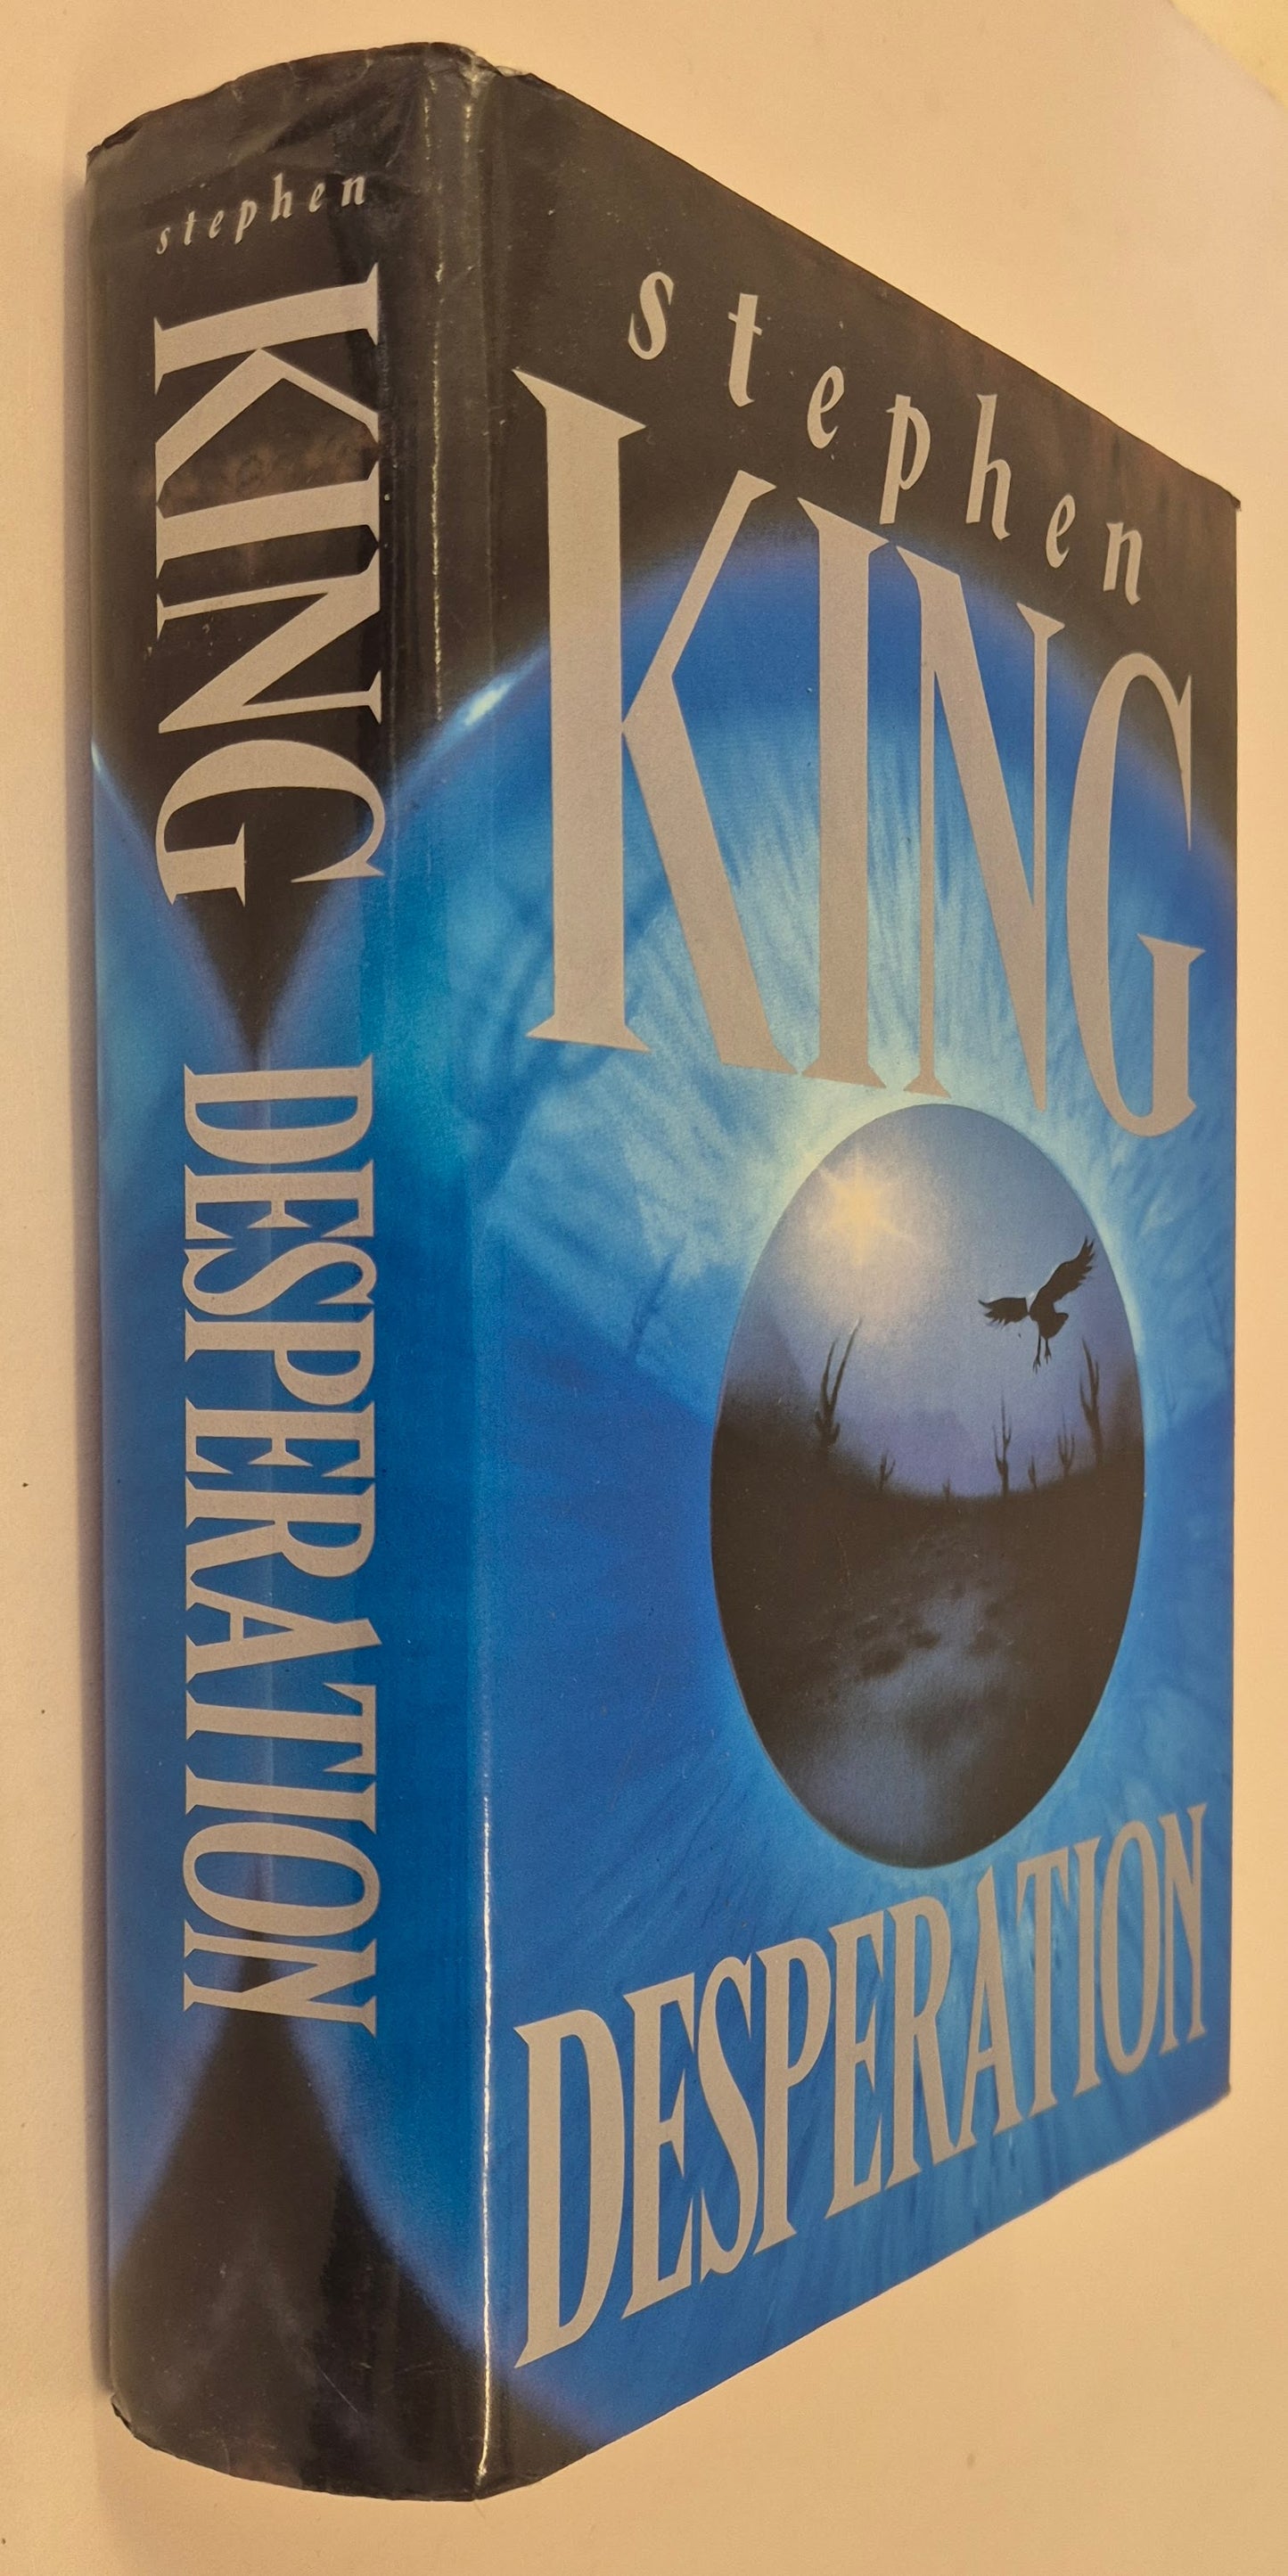 stephen
KING
DESPERATION
stephen
KING
DESPERATION